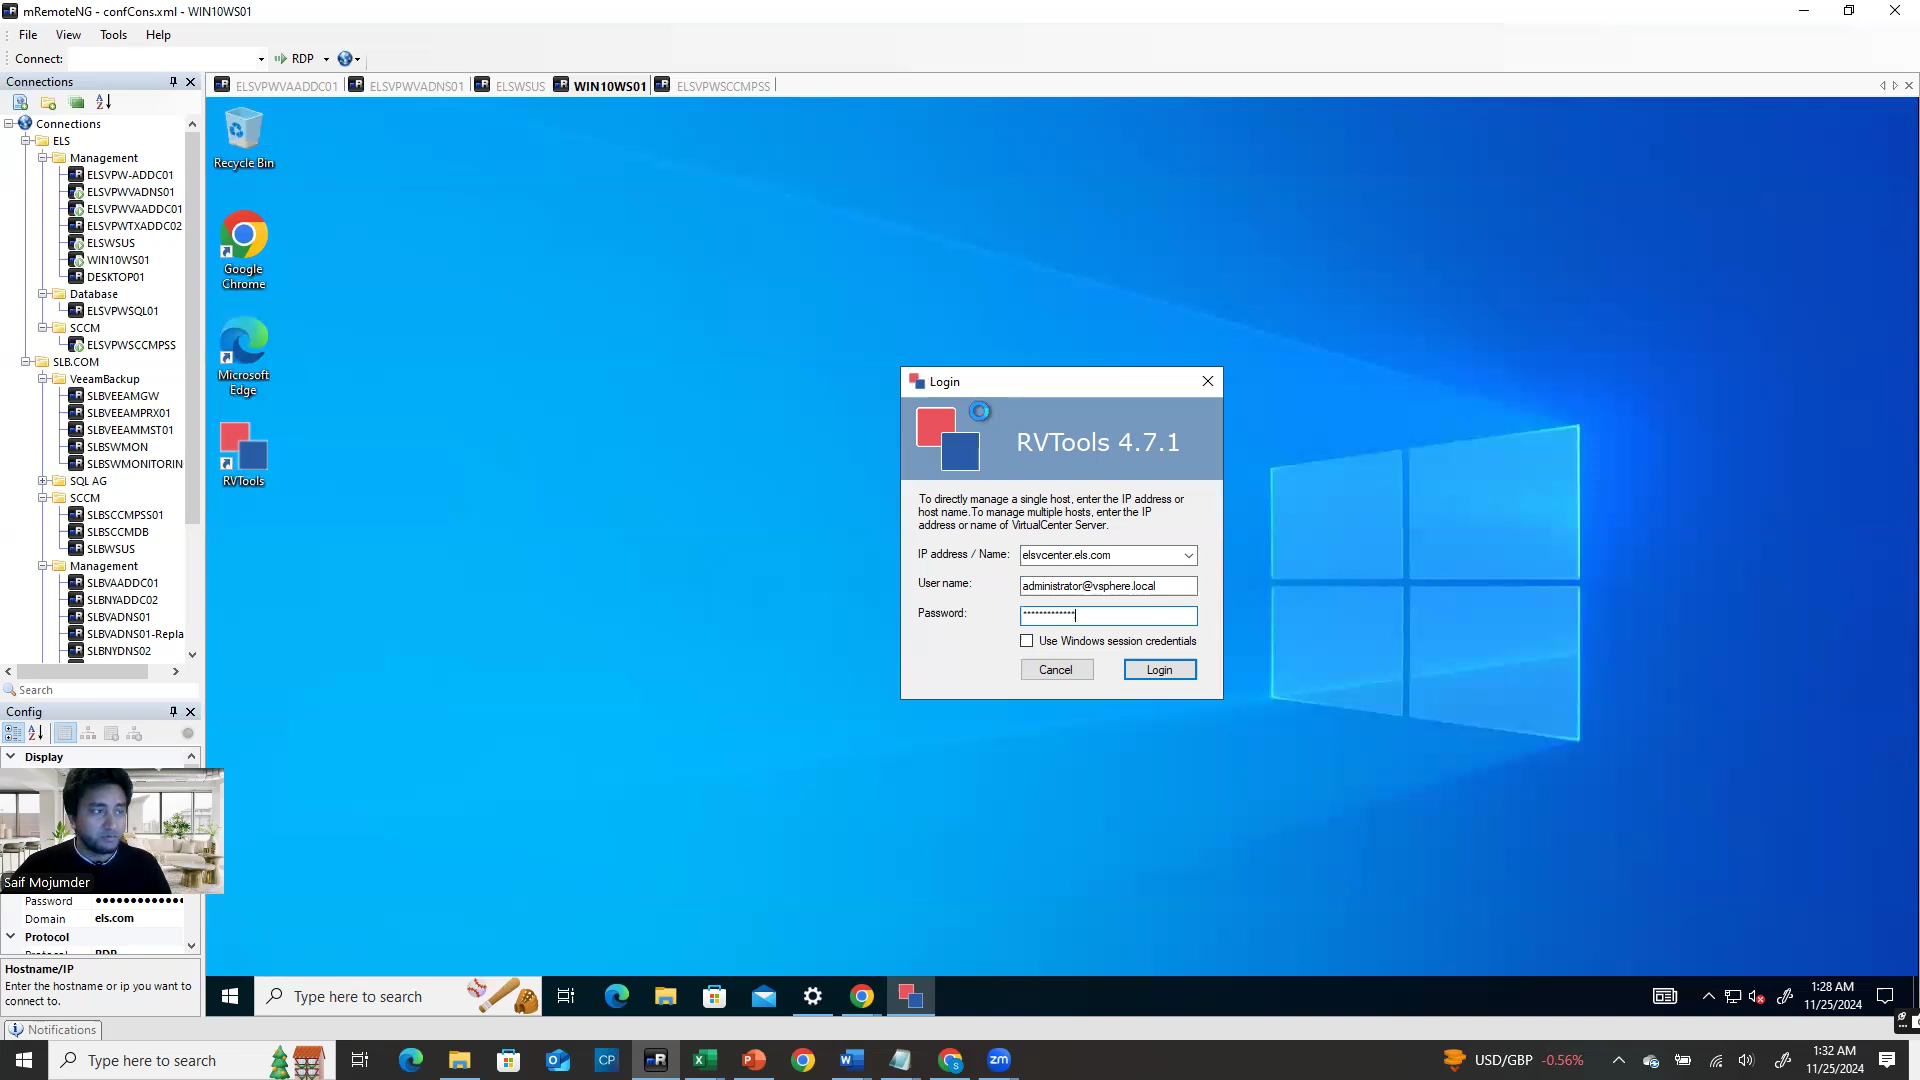 mRemoteNG - confCons.xml - WIN10WS01
File View Tools Help
Connect: RDP
Connections
ELSVPWVAADDC01 ELSVPWVADNS01 ELSWSUS WIN10WS01 ELSVPWSCCMPSS
Connections
ELS
Management
ELSVPW-ADDC01
ELSVPWVADNS01
ELSVPWVAADDC01
ELSVPWTXADDC02
ELSWSUS
WIN10WS01
DESKTOP01
Database
ELSVPWSQL01
SCCM
ELSVPWSCCMPSS
SLB.COM
VeeamBackup
SLBVEEAMGW
SLBVEEAMPRX01
SLBVEEAMMST01
SLBSWMON
SLBSWMONITORIN
SQL AG
SCCM
SLBSCCMPSS01
SLBSCCMDB
SLBWSUS
Management
SLBVAADDC01
SLBNYADDC02
SLBVADNS01
SLBVADNS01-Repla
SLBNYDNS02
Search
Config
Display
Saif Mojumder
Password ●●●●●●●●●●●●●
Domain els.com
Protocol
Hostname/IP
Enter the hostname or ip you want to
connect to.
Notifications
Recycle Bin
Google
Chrome
Microsoft
Edge
RVTools
Login
RVTools 4.7.1
To directly manage a single host, enter the IP address or
host name.To manage multiple hosts, enter the IP
address or name of VirtualCenter Server.
IP address / Name: elsvcenter.els.com
User name: administrator@vsphere.local
Password: *************
Use Windows session credentials
Cancel Login
Type here to search
1:28 AM
11/25/2024
Type here to search
CP
zm
USD/GBP -0.56%
1:32 AM
11/25/2024